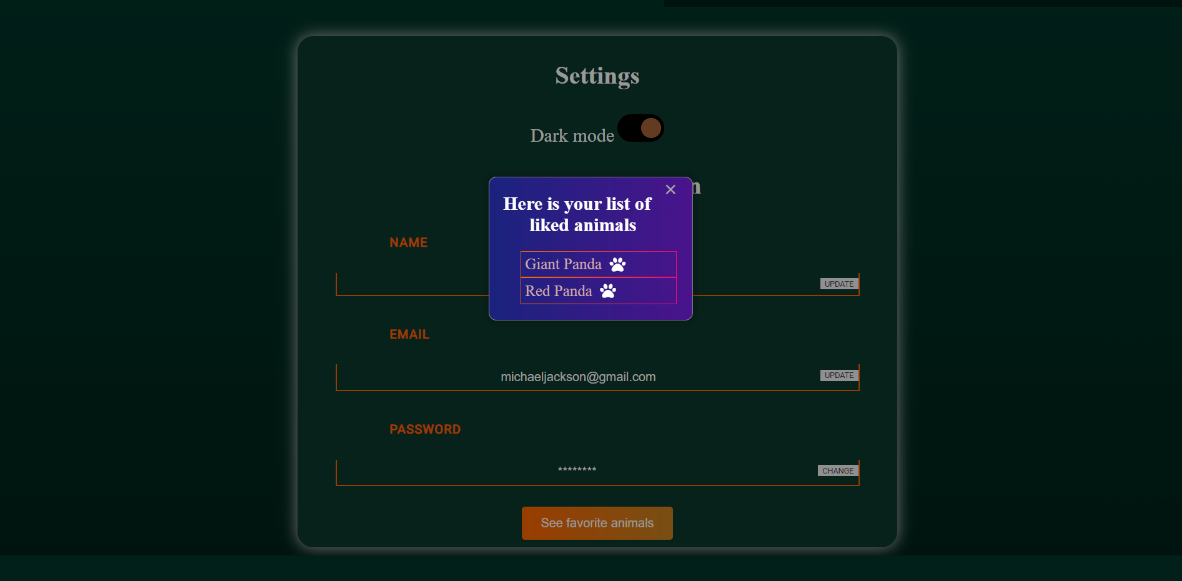 Settings
Dark mode
Here is your list of
liked animals
Giant Panda
Red Panda
NAME
UPDATE
EMAIL
michaeljackson@gmail.com
UPDATE
PASSWORD
********
CHANGE
See favorite animals